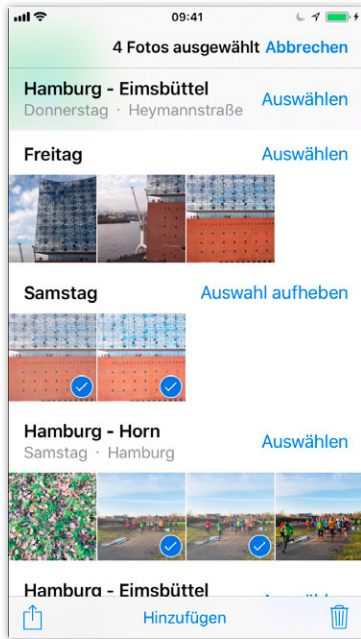 09:41
4 Fotos ausgewählt Abbrechen
Hamburg - Eimsbüttel
Donnerstag · Heymannstraße Auswählen
Freitag Auswählen
Samstag Auswahl aufheben
Hamburg - Horn
Samstag · Hamburg Auswählen
Hamburg - Eimsbüttel
Hinzufügen